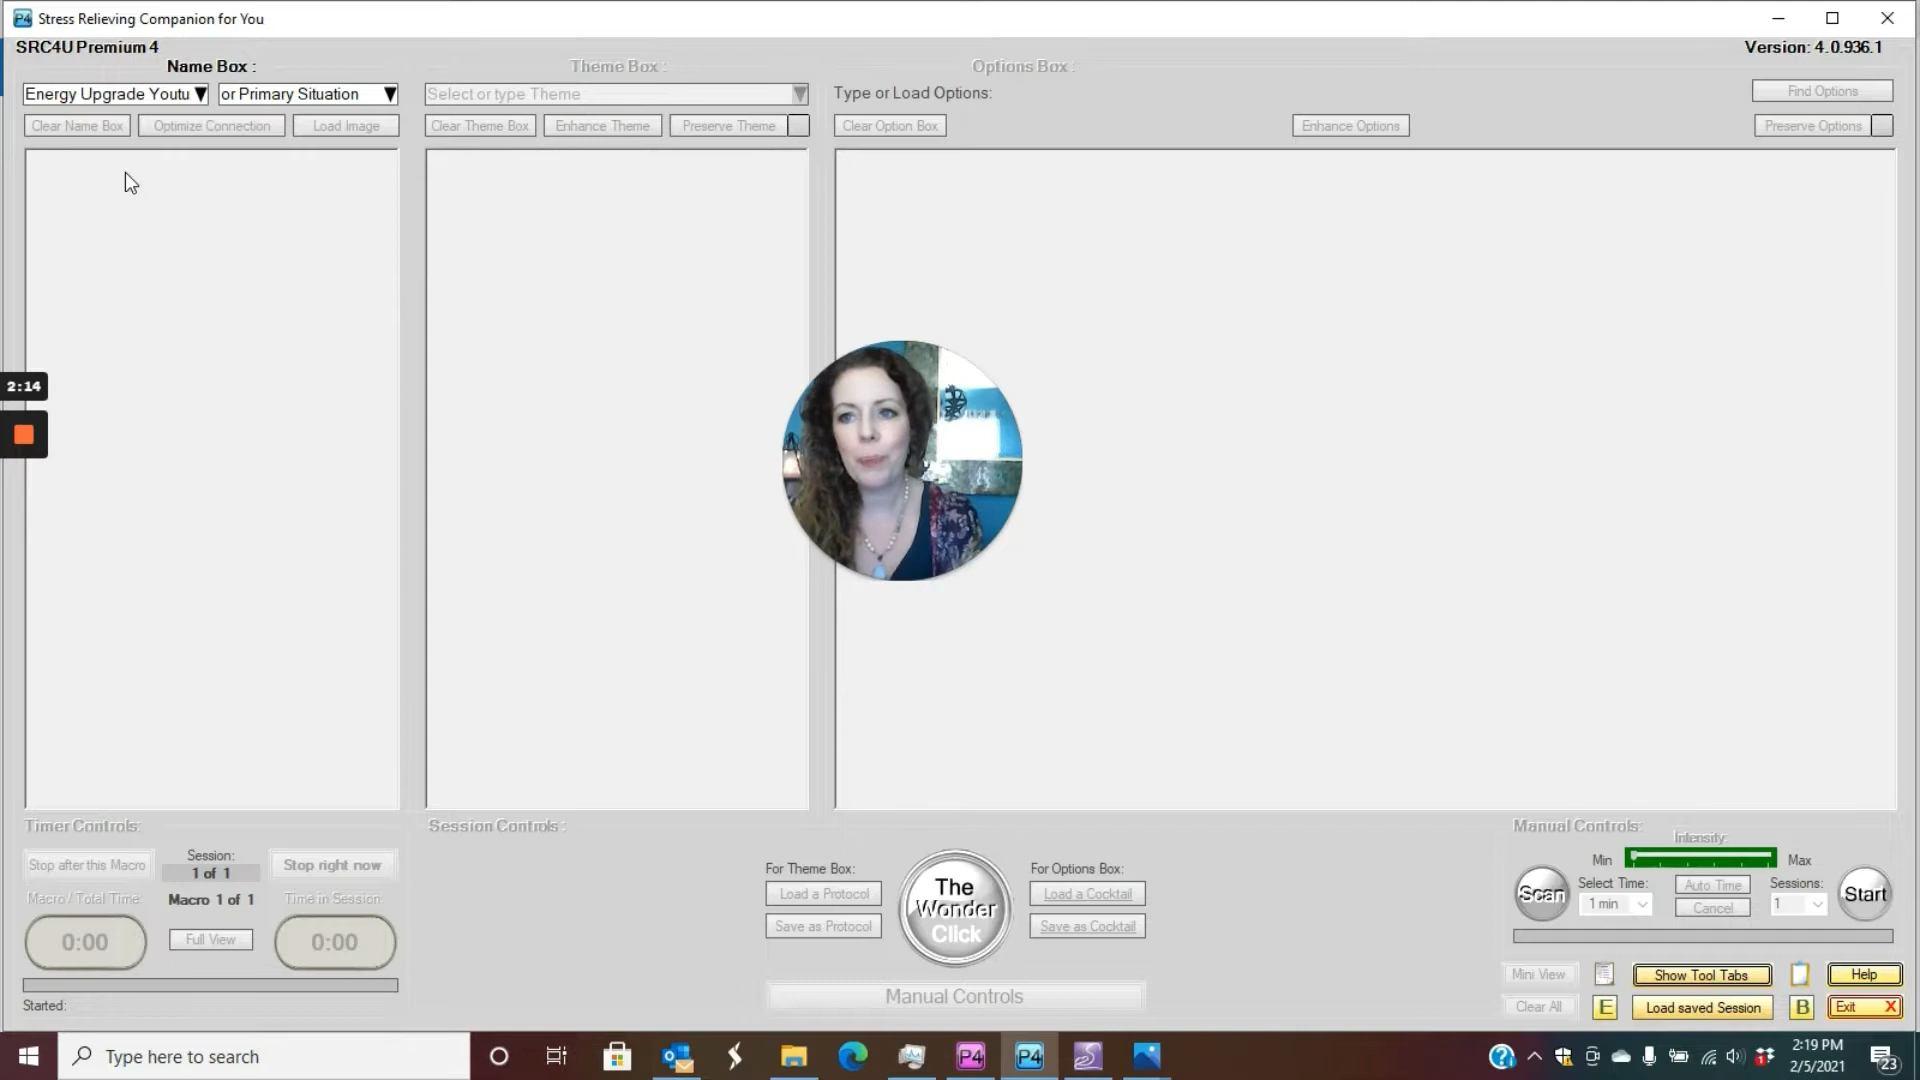 Stress Relieving Companion for You
SRC4U Premium 4
Version: 4.0.936.1
Name Box :
Theme Box :
Options Box :
Energy Upgrade Youtu
or Primary Situation
Select or type Theme
Type or Load Options:
Find Options
Clear Name Box
Optimize Connection
Load Image
Clear Theme Box
Enhance Theme
Preserve Theme
Clear Option Box
Enhance Options
Preserve Options
2:14
Timer Controls:
Session Controls :
Manual Controls:
Stop after this Macro
Session:
1 of 1
Stop right now
Macro / Total Time:
Macro 1 of 1
Time in Session:
0:00
Full View
0:00
Started:
For Theme Box:
Load a Protocol
Save as Protocol
The
Wonder
Click
For Options Box:
Load a Cocktail
Save as Cocktail
Manual Controls
Intensity:
Min
Max
Scan
Select Time:
1 min
Auto Time
Cancel
Sessions:
1
Start
Mini View
Show Tool Tabs
Help
Clear All
E
Load saved Session
B
Exit X
Type here to search
P4
P4
2:19 PM
2/5/2021
23